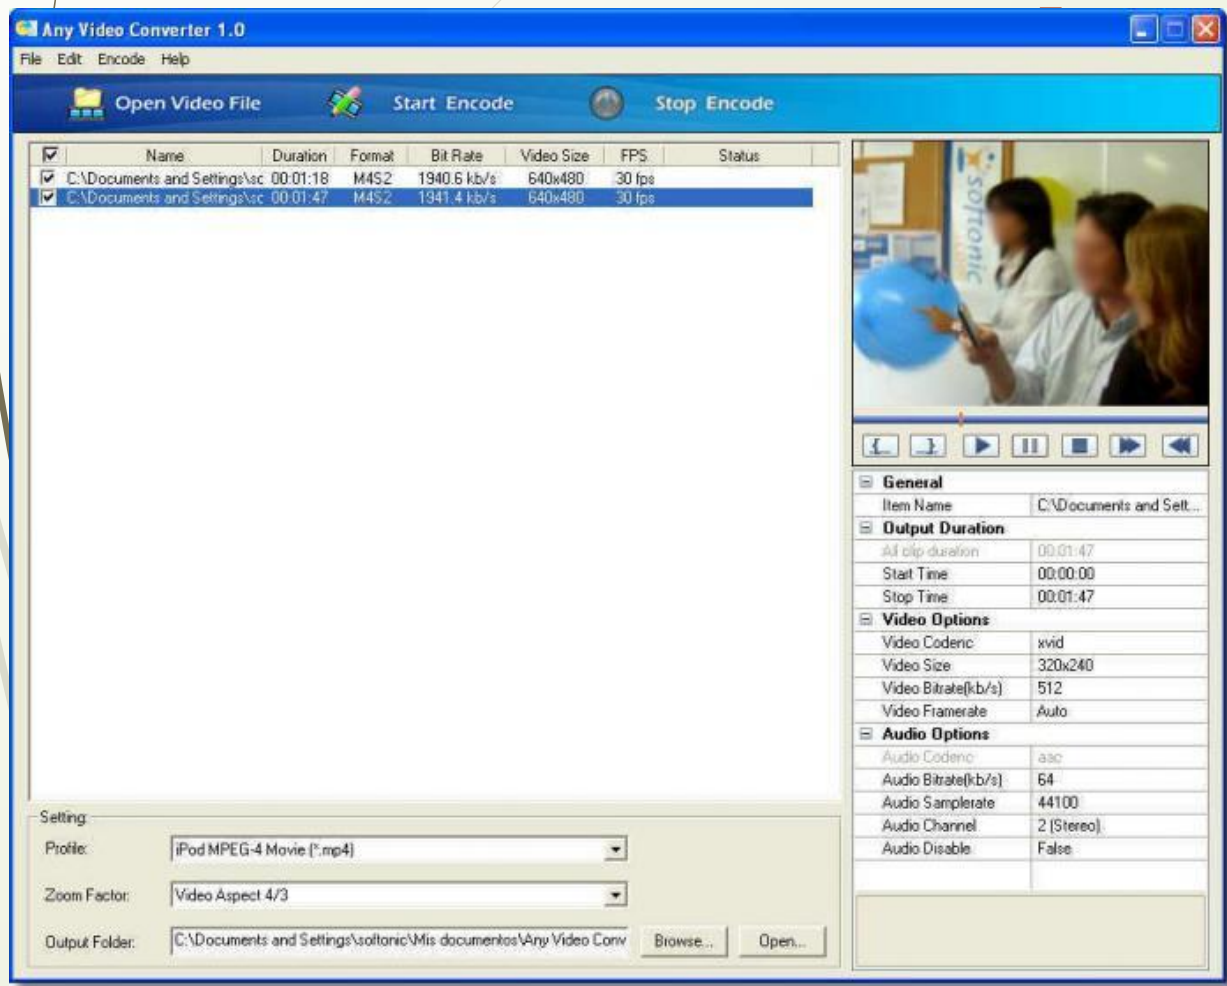 Any Video Converter 1.0
File Edit Encode Help
Open Video File Start Encode Stop Encode
Name Duration Format Bit Rate Video Size FPS Status
C:\Documents and Settings\sc 00:01:18 M4S2 1940.6 kb/s 640x480 30 fps
C:\Documents and Settings\sc 00:01:47 M4S2 1941.4 kb/s 640x480 30 fps
softonic
General
Item Name C:\Documents and Sett...
Output Duration
All clip duration 00:01:47
Start Time 00:00:00
Stop Time 00:01:47
Video Options
Video Codenc xvid
Video Size 320x240
Video Bitrate(kb/s) 512
Video Framerate Auto
Audio Options
Audio Codenc aac
Audio Bitrate(kb/s) 64
Audio Samplerate 44100
Audio Channel 2 (Stereo)
Audio Disable False
Setting:
Profile: iPod MPEG-4 Movie (*.mp4)
Zoom Factor: Video Aspect 4/3
Output Folder: C:\Documents and Settings\softonic\Mis documentos\Any Video Conv Browse... Open...